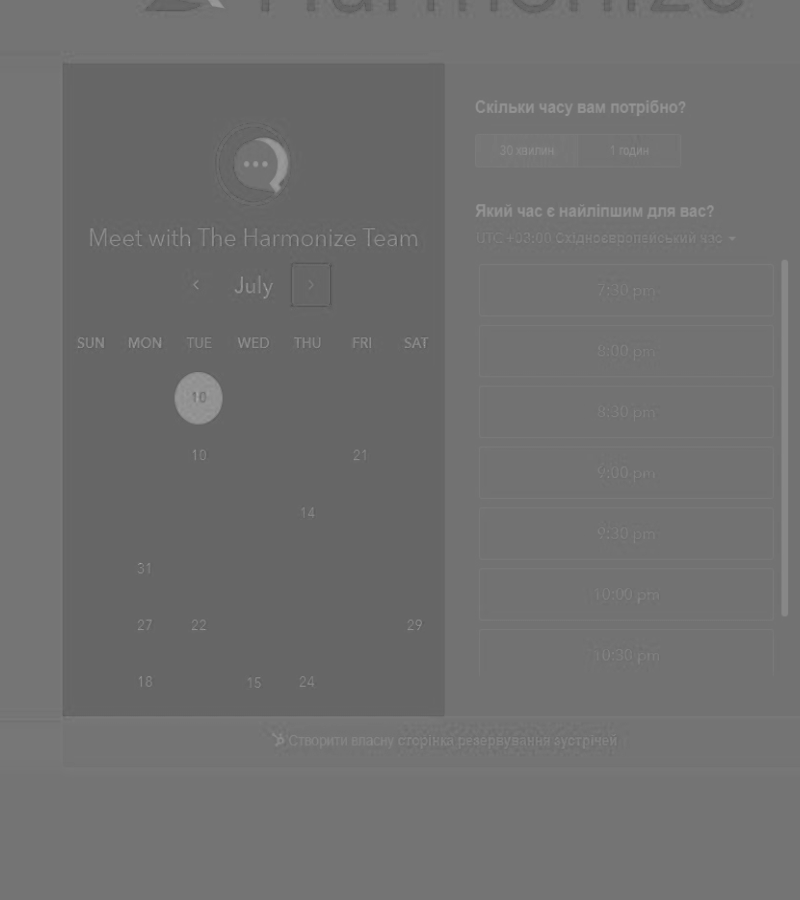 Harmonize
Meet with The Harmonize Team
July
SUN MON TUE WED THU FRI SAT
10
10 21
14
31
27 22 29
18 15 24
Скільки часу вам потрібно?
30 хвилин 1 годин
Який час є найліпшим для вас?
UTC +03:00 Східноєвропейський час
7:30 pm
8:00 pm
8:30 pm
9:00 pm
9:30 pm
10:00 pm
10:30 pm
Створити власну сторінка резервування зустрічей